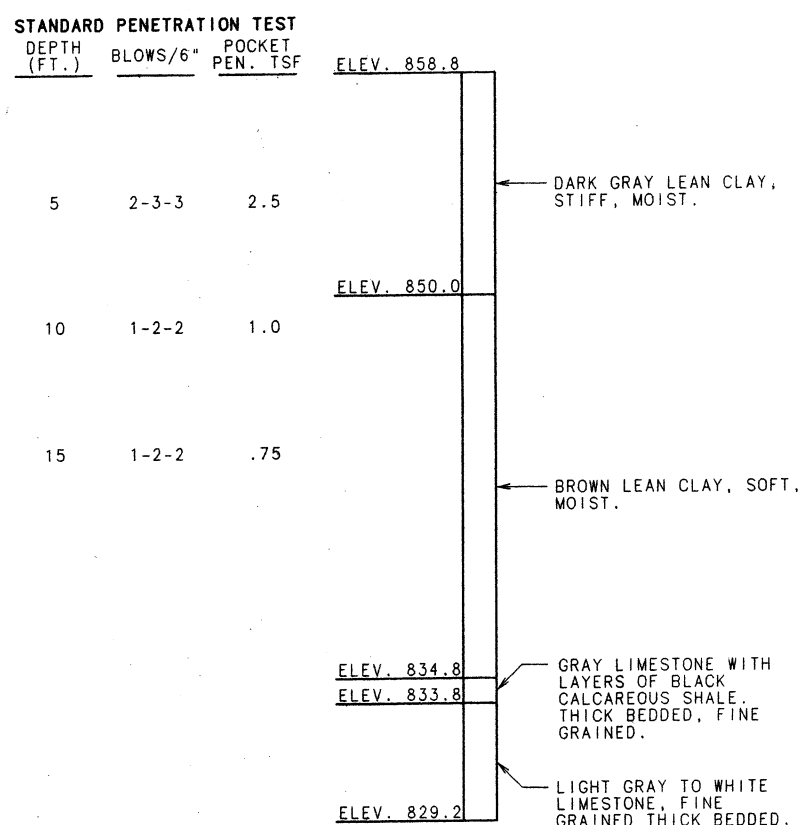 STANDARD PENETRATION TEST
DEPTH (FT.) BLOWS/6" POCKET PEN. TSF
ELEV. 858.8
DARK GRAY LEAN CLAY,
STIFF, MOIST.
5 2-3-3 2.5
ELEV. 850.0
10 1-2-2 1.0
15 1-2-2 .75
BROWN LEAN CLAY, SOFT,
MOIST.
ELEV. 834.8
ELEV. 833.8
GRAY LIMESTONE WITH
LAYERS OF BLACK
CALCAREOUS SHALE.
THICK BEDDED, FINE
GRAINED.
LIGHT GRAY TO WHITE
LIMESTONE, FINE
GRAINED THICK BEDDED.
ELEV. 829.2